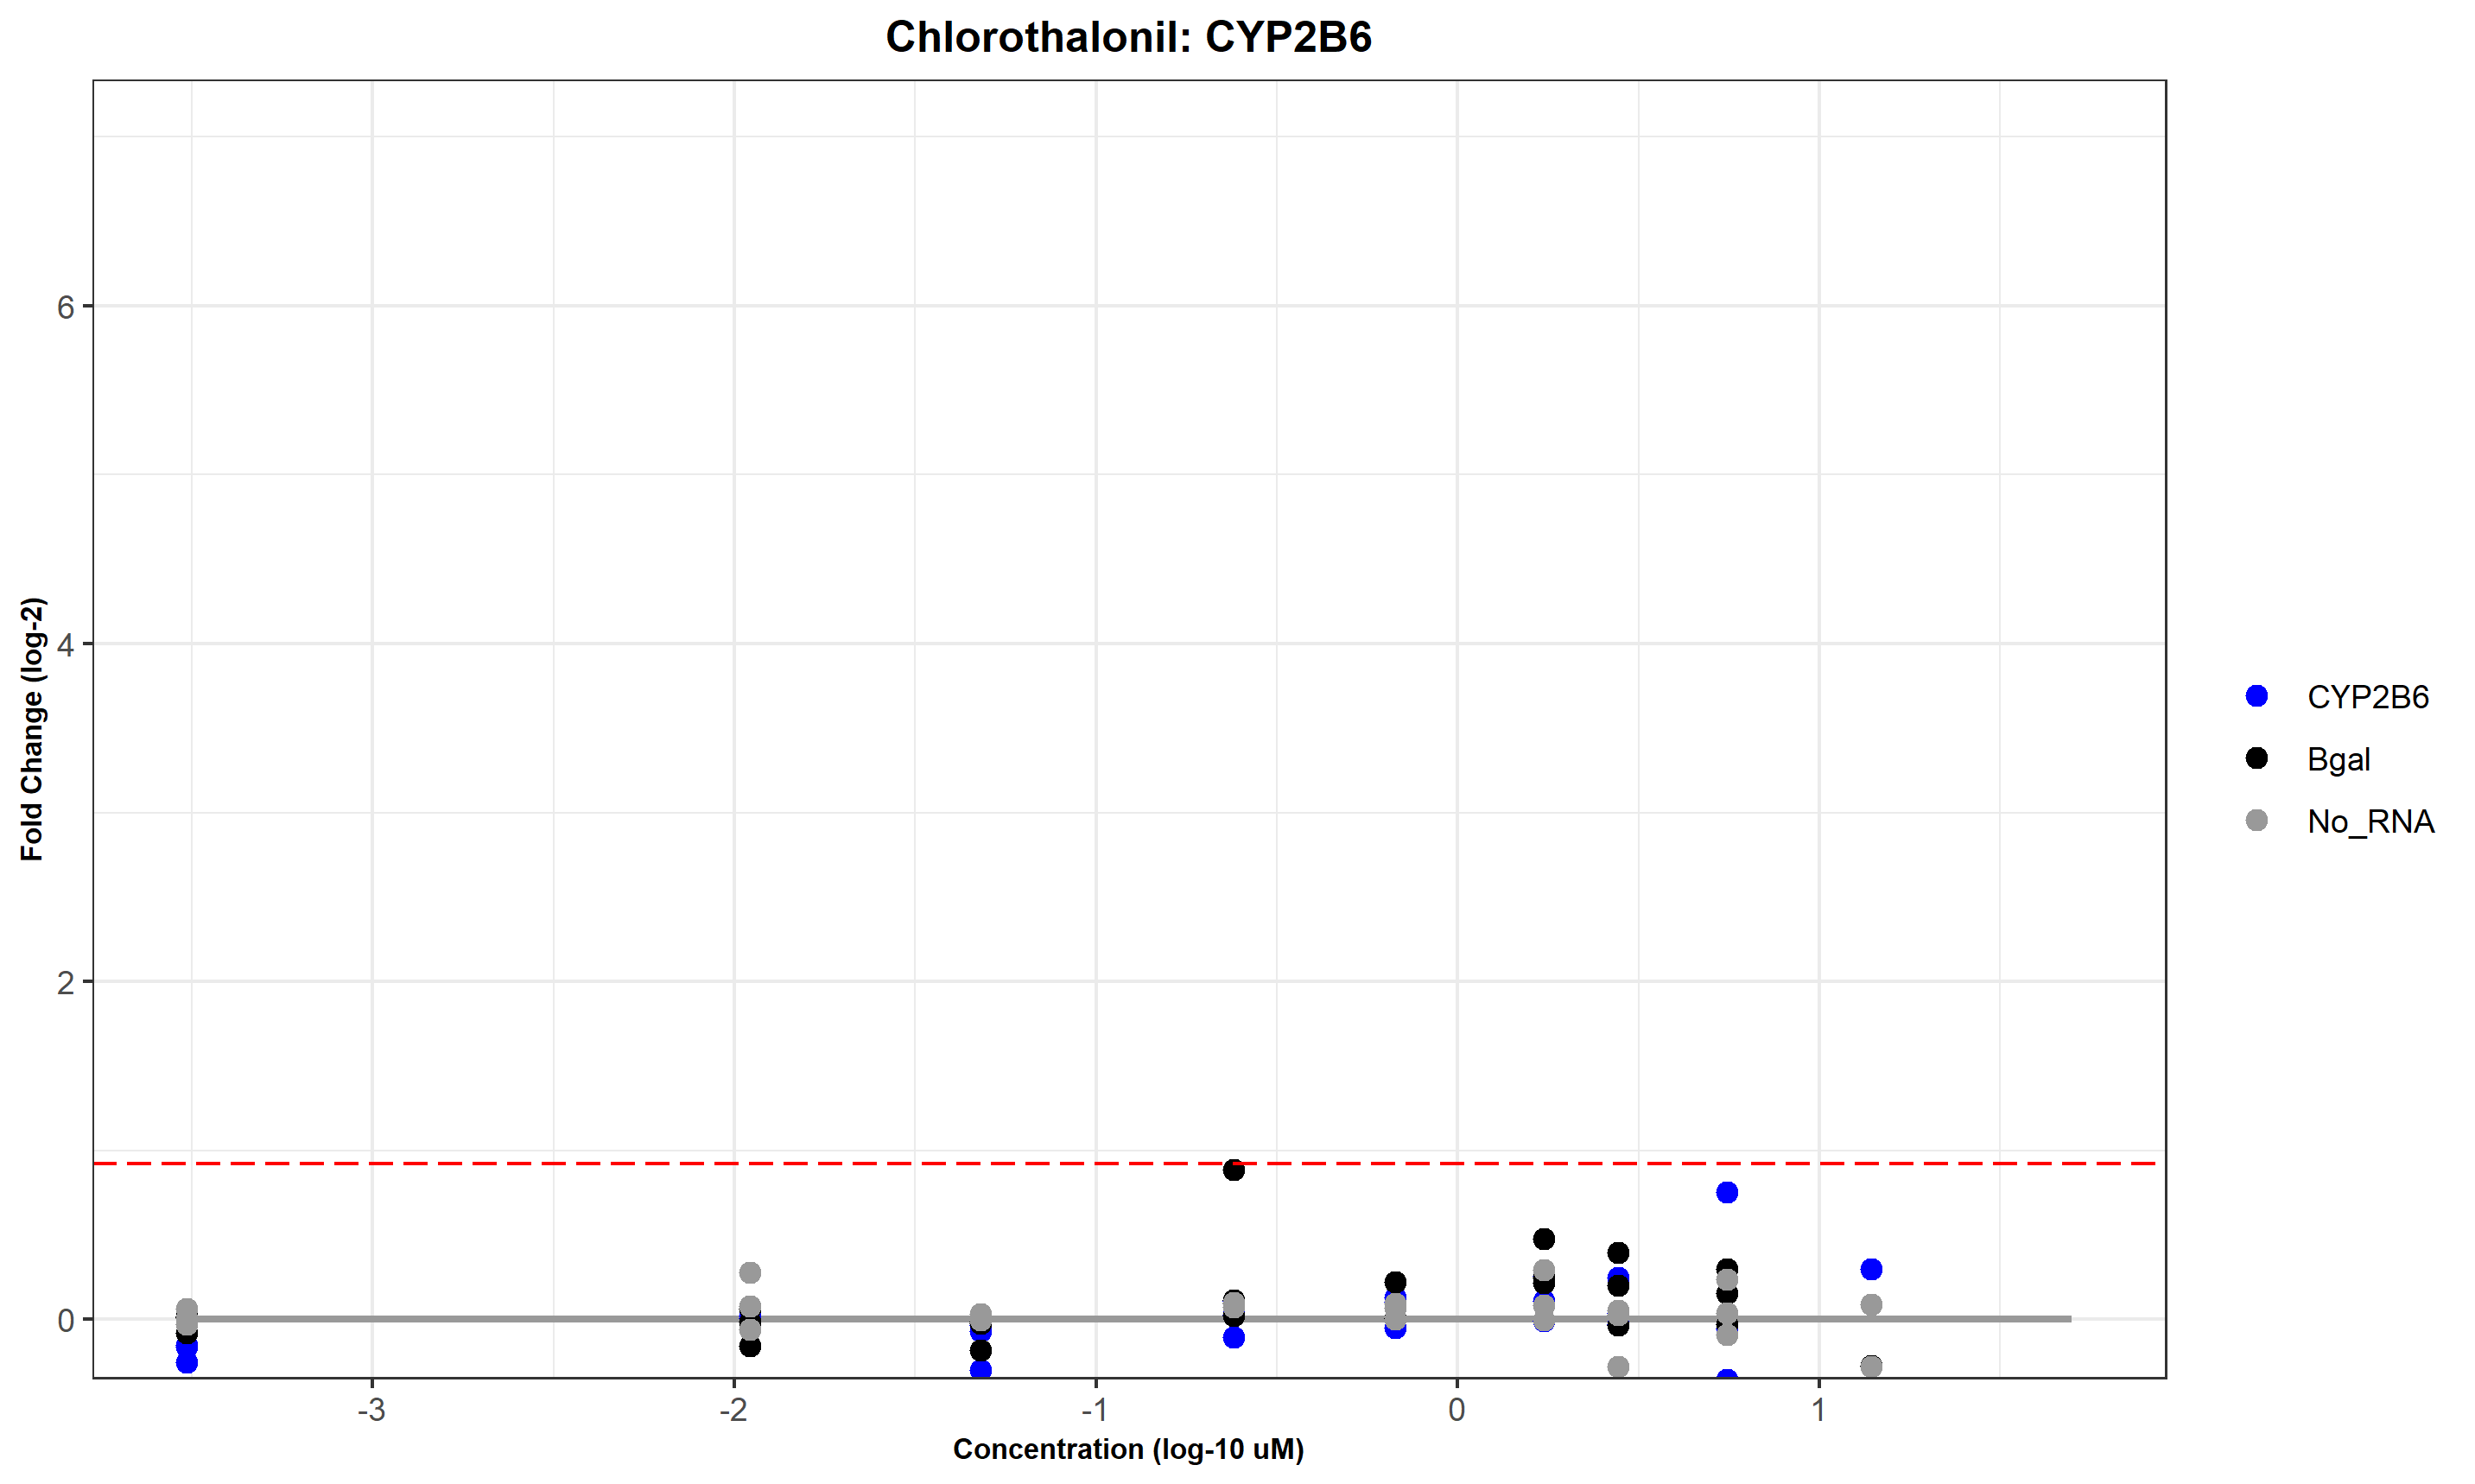 Chlorothalonil: CYP2B6
Fold Change (log-2)
6
4
2
0
-3
-2
-1
0
1
Concentration (log-10 uM)
CYP2B6
Bgal
No_RNA